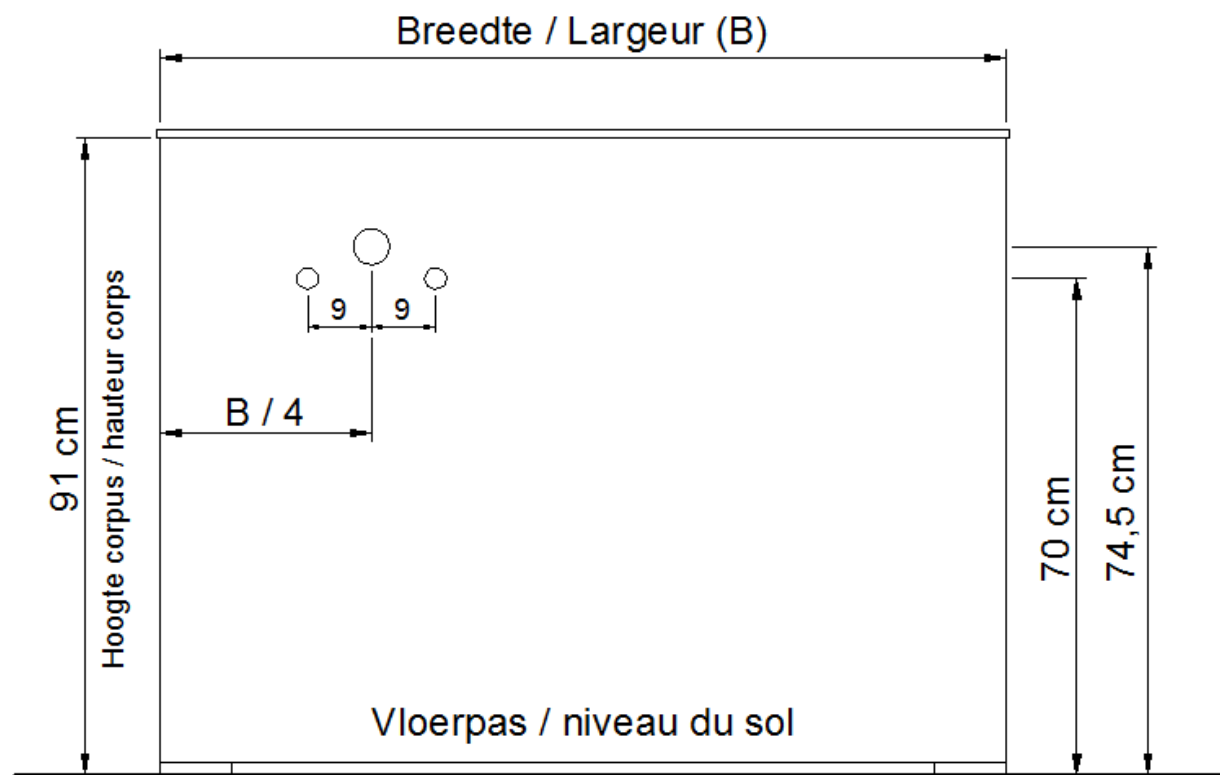 Breedte / Largeur (B)
9
9
B / 4
91 cm
Hoogte corpus / hauteur corps
70 cm
74,5 cm
Vloerpas / niveau du sol